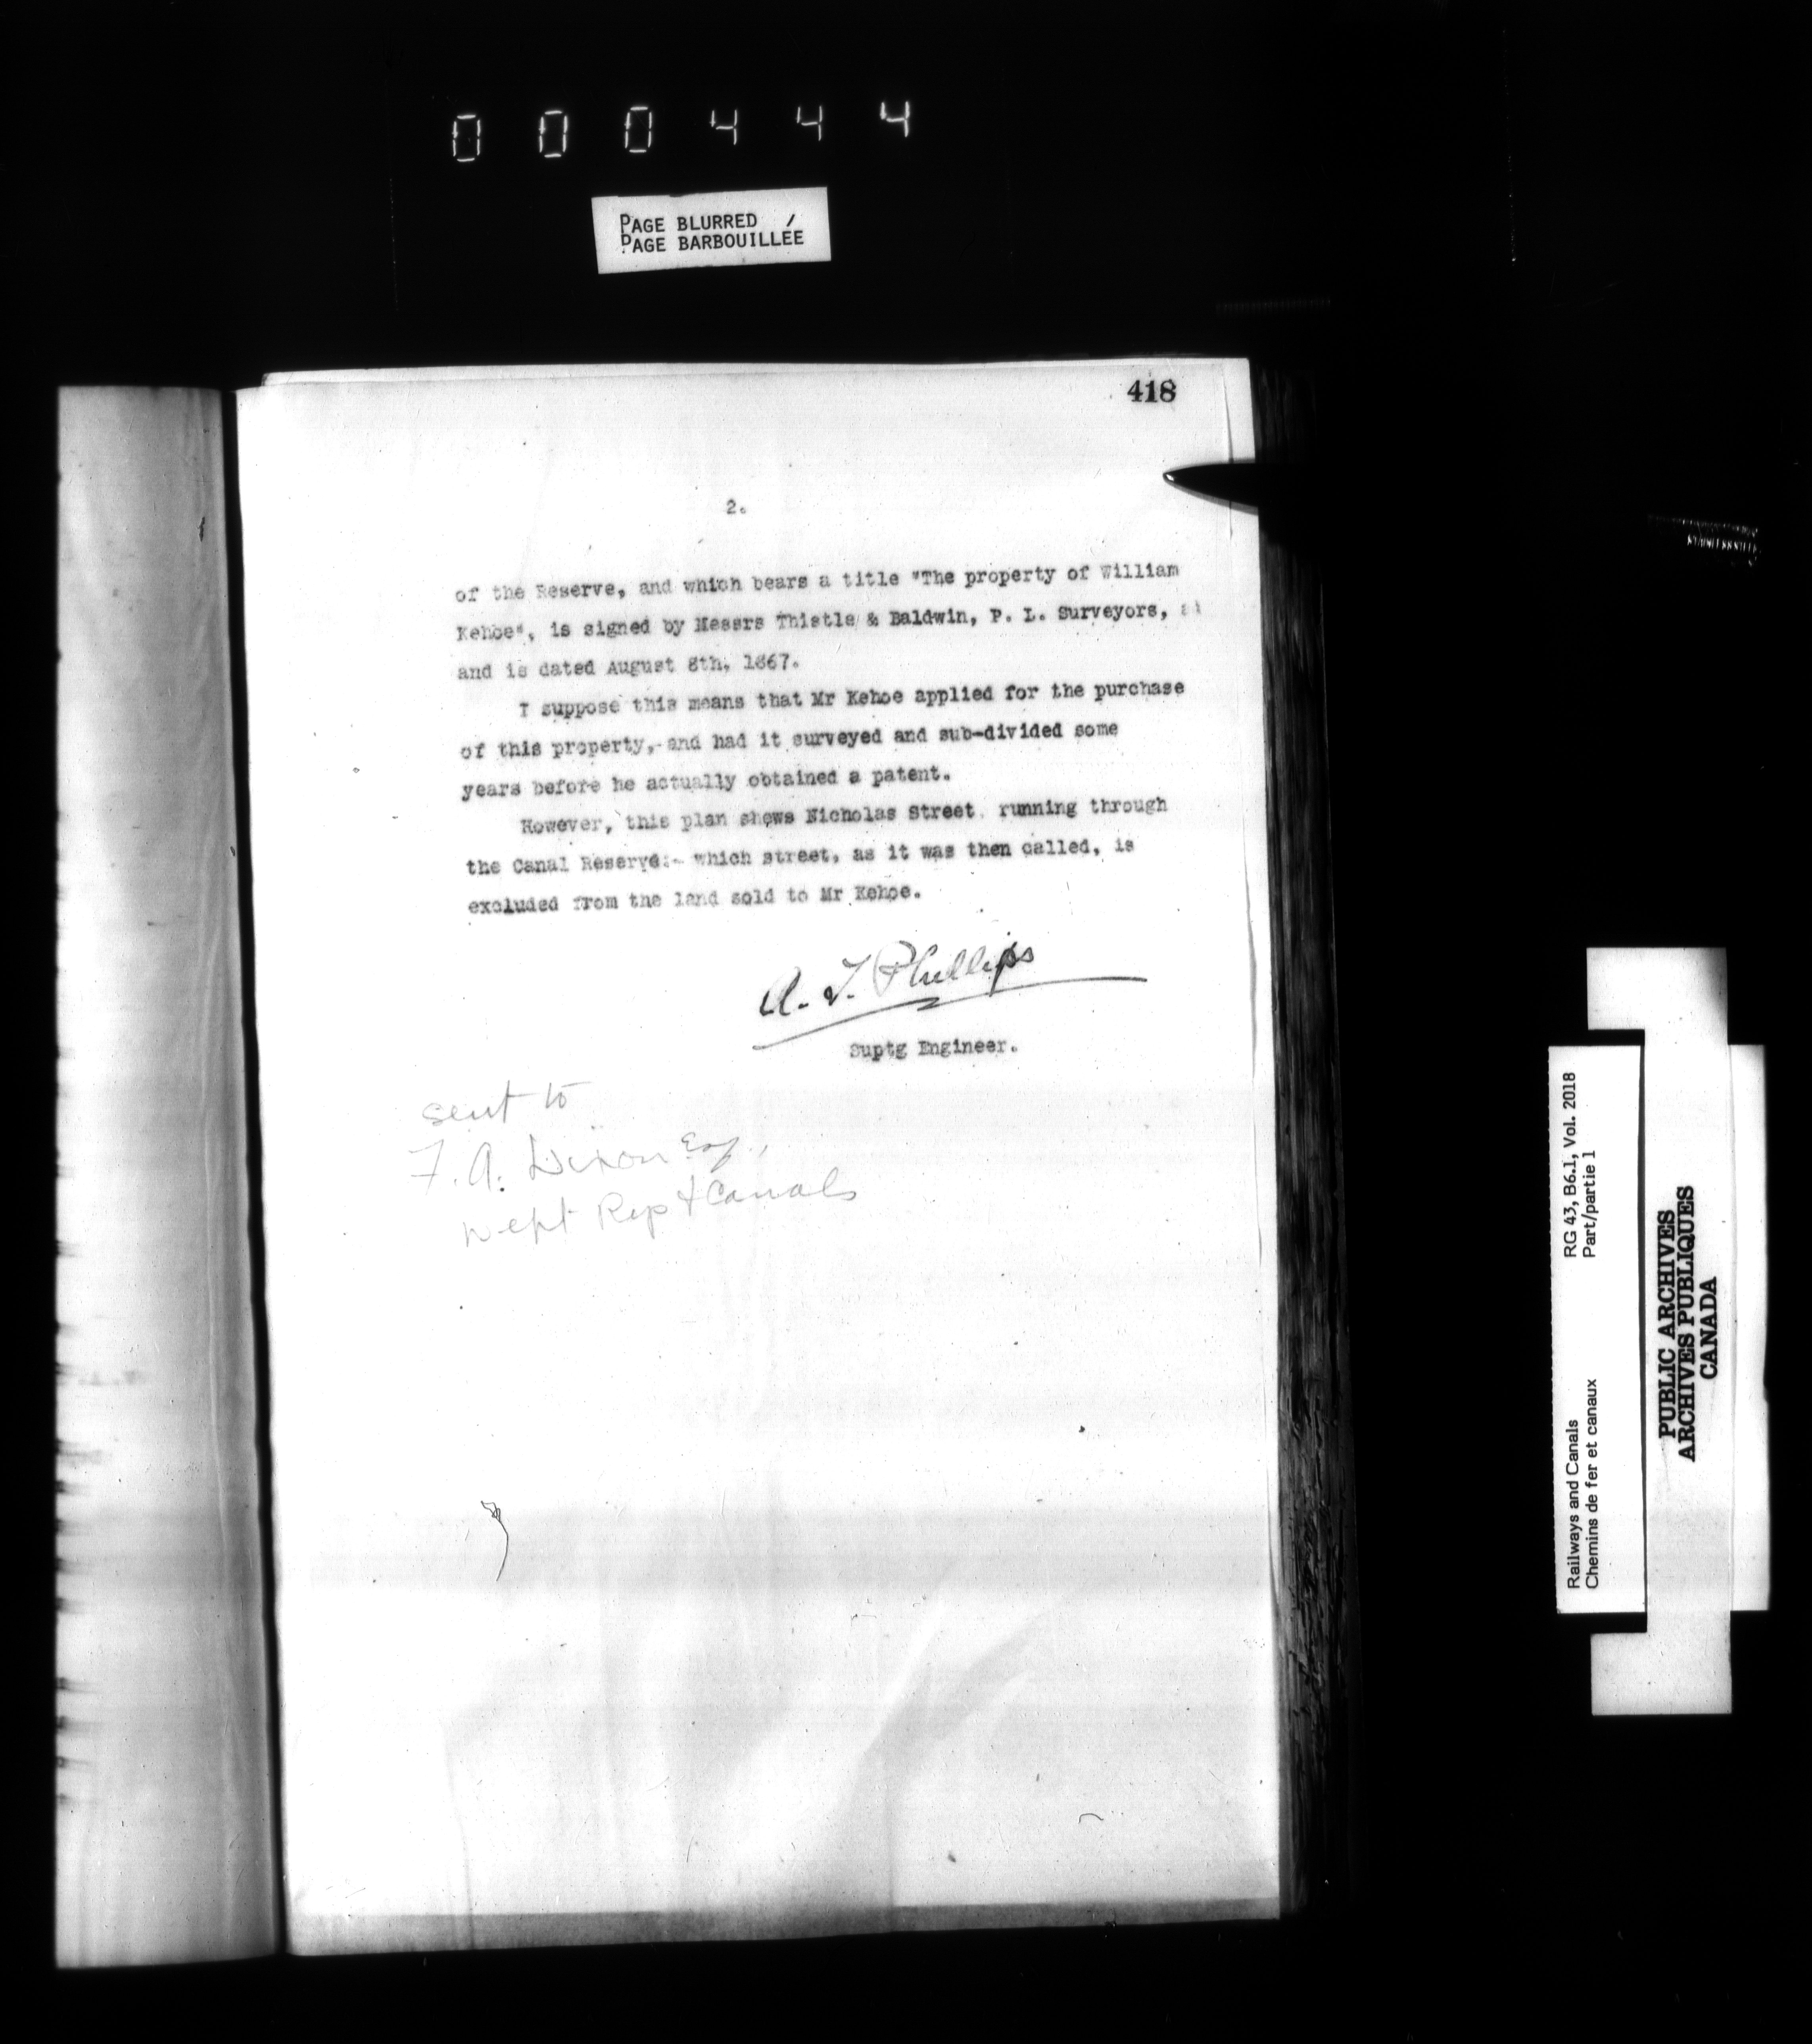 000444
PAGE BLURRED
PAGE BARBOUILLÉE
418
2.
of the Reserve, and which bears a title "The property of William
Kehoe", is signed by Messrs Thistle & Baldwin, P. L. Surveyors,
and is dated August 8th, 1867.
I suppose this means that Mr Kehoe applied for the purchase
of this property,-and had it surveyed and sub-divided some
years before he actually obtained a patent.
However, this plan shews Nicholas Street, running through
the Canal Reserve:- which street, as it was then called, is
excluded from the land sold to Mr Kehoe.
A. T. Phillips
Suptg Engineer.
sent to
F. A. Dixon Esq.,
Dept Rys & Canals
Railways and Canals RG 43, B6.1, Vol. 2018
Chemins de fer et canaux Part/partie 1
PUBLIC ARCHIVES
ARCHIVES PUBLIQUES
CANADA